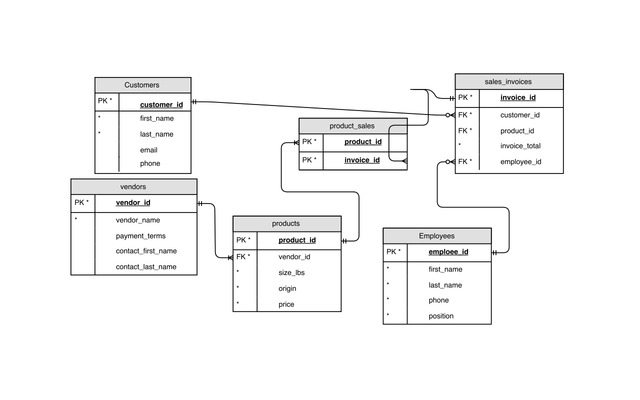 Customers
PK * customer_id
* first_name
* last_name
email
phone
vendors
PK * vendor_id
* vendor_name
payment_terms
contact_first_name
contact_last_name
products
PK * product_id
FK * vendor_id
* size_lbs
* origin
* price
product_sales
PK * product_id
PK * invoice_id
sales_invoices
PK * invoice_id
FK * customer_id
FK * product_id
* invoice_total
FK * employee_id
Employees
PK * emploee_id
* first_name
* last_name
* phone
* position